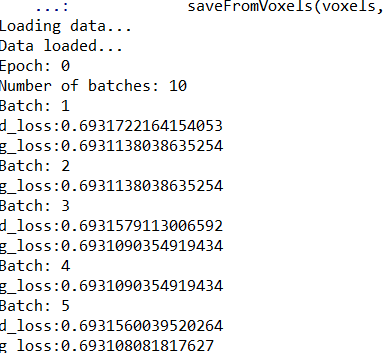 ...: saveFromVoxels(voxels,
Loading data...
Data loaded...
Epoch: 0
Number of batches: 10
Batch: 1
d_loss:0.6931722164154053
g_loss:0.6931138038635254
Batch: 2
g_loss:0.6931138038635254
Batch: 3
d_loss:0.6931579113006592
g_loss:0.6931090354919434
Batch: 4
g_loss:0.6931090354919434
Batch: 5
d_loss:0.6931560039520264
g_loss:0.693108081817627